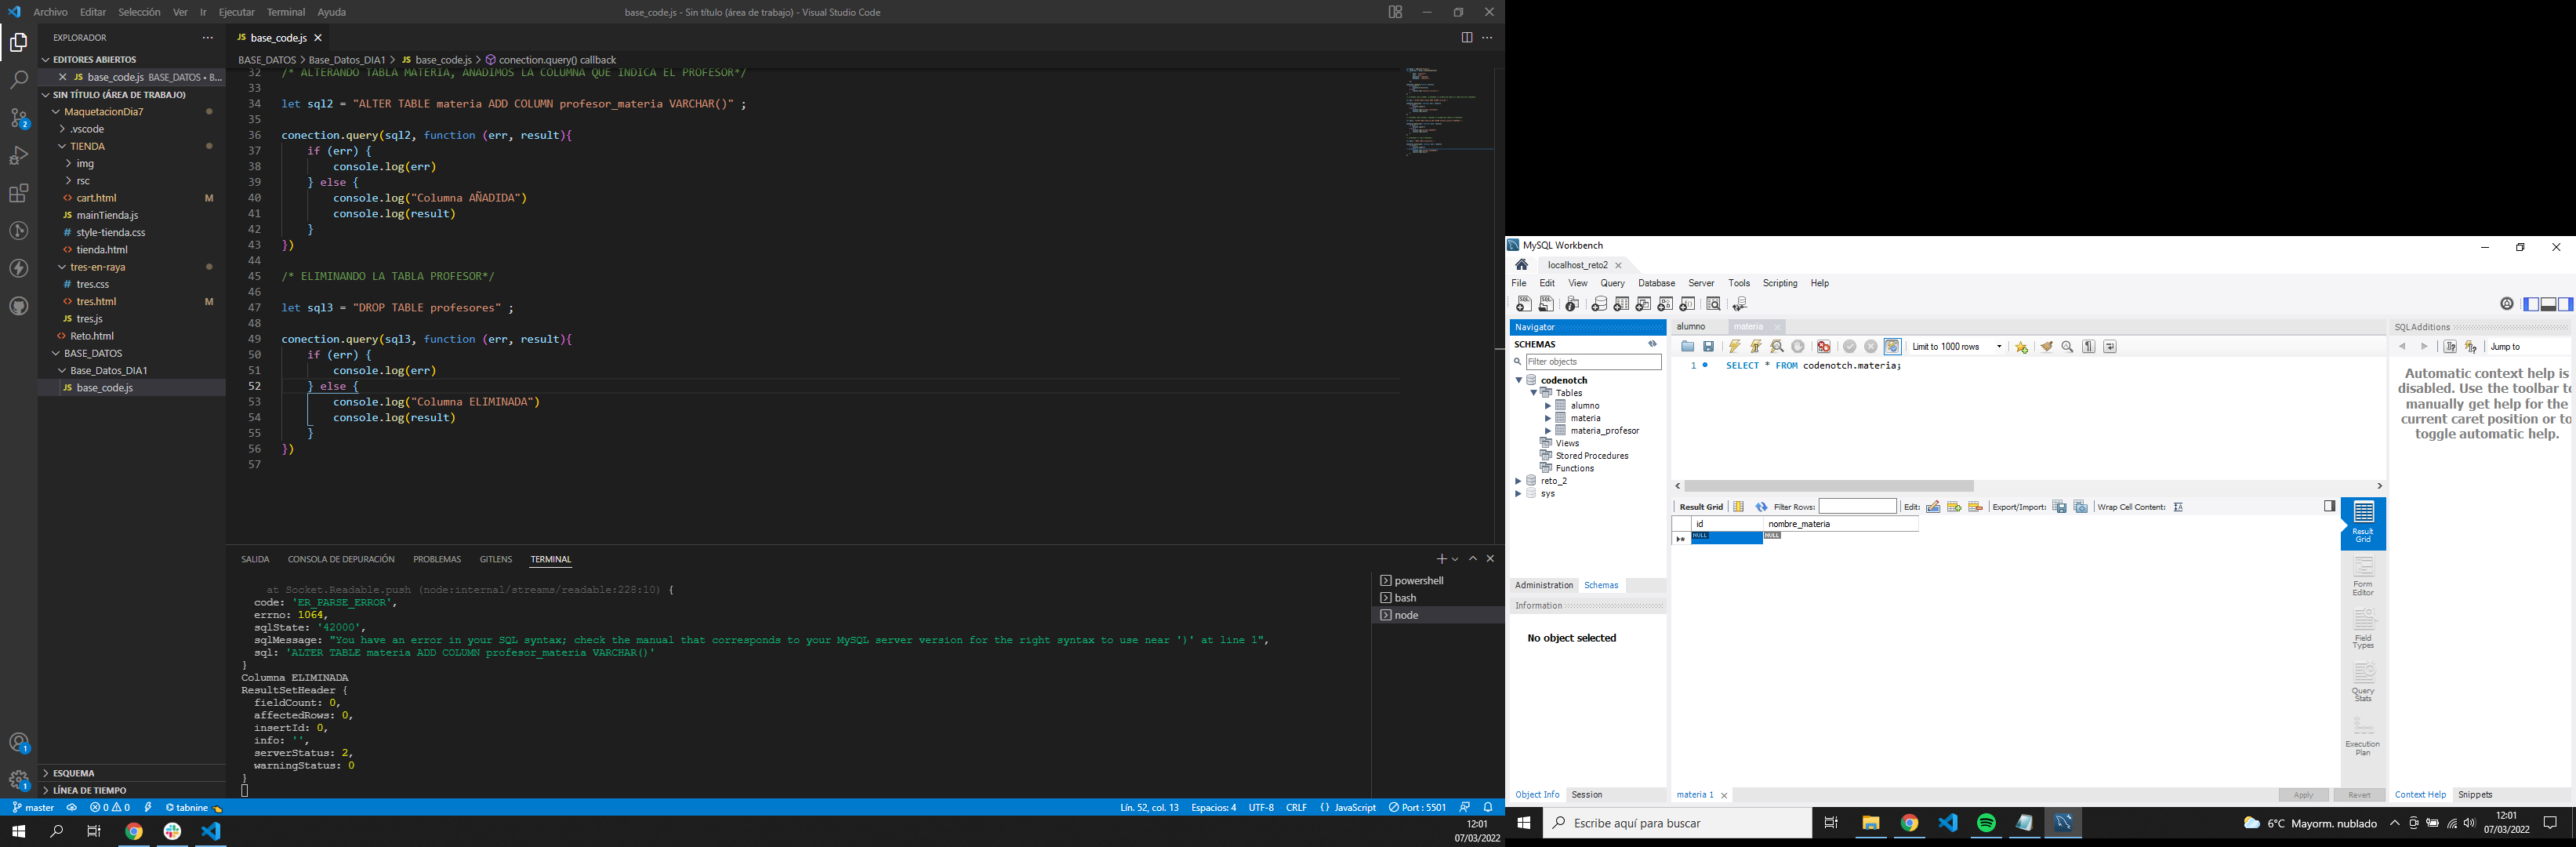 Archivo Editar Selección Ver Ir Ejecutar Terminal Ayuda
base_code.js - Sin título (área de trabajo) - Visual Studio Code
EXPLORADOR
EDITORES ABIERTOS
base_code.js BASE_DATOS • B...
SIN TÍTULO (ÁREA DE TRABAJO)
MaquetacionDia7
.vscode
TIENDA
img
rsc
cart.html M
mainTienda.js
style-tienda.css
tienda.html
tres-en-raya
tres.css
tres.html M
tres.js
Reto.html
BASE_DATOS
Base_Datos_DIA1
base_code.js
ESQUEMA
LÍNEA DE TIEMPO
JS base_code.js
BASE_DATOS > Base_Datos_DIA1 > JS base_code.js > conection.query() callback
32 /* ALTERANDO TABLA MATERIA, AÑADIMOS LA COLUMNA QUE INDICA EL PROFESOR*/
33
34 let sql2 = "ALTER TABLE materia ADD COLUMN profesor_materia VARCHAR()" ;
35
36 conection.query(sql2, function (err, result){
37 if (err) {
38 console.log(err)
39 } else {
40 console.log("Columna AÑADIDA")
41 console.log(result)
42 }
43 })
44
45 /* ELIMINANDO LA TABLA PROFESOR*/
46
47 let sql3 = "DROP TABLE profesores" ;
48
49 conection.query(sql3, function (err, result){
50 if (err) {
51 console.log(err)
52 } else {
53 console.log("Columna ELIMINADA")
54 console.log(result)
55 }
56 })
57
SALIDA CONSOLA DE DEPURACIÓN PROBLEMAS GITLENS TERMINAL
at Socket.Readable.push (node:internal/streams/readable:228:10) {
code: 'ER_PARSE_ERROR',
errno: 1064,
sqlState: '42000',
sqlMessage: "You have an error in your SQL syntax; check the manual that corresponds to your MySQL server version for the right syntax to use near ')' at line 1",
sql: 'ALTER TABLE materia ADD COLUMN profesor_materia VARCHAR()'
}
Columna ELIMINADA
ResultSetHeader {
fieldCount: 0,
affectedRows: 0,
insertId: 0,
info: '',
serverStatus: 2,
warningStatus: 0
}
powershell
bash
node
master 0 0 tabnine
Lín. 52, col. 13 Espacios: 4 UTF-8 CRLF {} JavaScript Port : 5501
12:01
07/03/2022
MySQL Workbench
localhost_reto2
File Edit View Query Database Server Tools Scripting Help
Navigator
SCHEMAS
Filter objects
codenotch
Tables
alumno
materia
materia_profesor
Views
Stored Procedures
Functions
reto_2
sys
Administration Schemas
Information
No object selected
Object Info Session
alumno materia
Limit to 1000 rows
1 SELECT * FROM codenotch.materia;
Result Grid Filter Rows: Edit: Export/Import: Wrap Cell Content:
id nombre_materia
NULL NULL
Result Grid
Form Editor
Field Types
Query Stats
Execution Plan
materia 1
Apply Revert
SQLAdditions
Jump to
Automatic context help is
disabled. Use the toolbar to
manually get help for the
current caret position or to
toggle automatic help.
Context Help Snippets
Escribe aquí para buscar
6°C Mayorm. nublado
12:01
07/03/2022